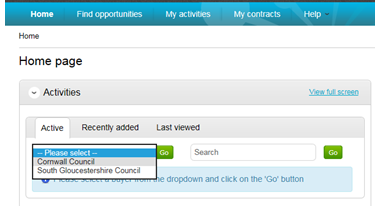 Home Find opportunities My activities My contracts Help
Home
Home page
Activities View full screen
Active Recently added Last viewed
-- Please select -- Go Search Go
Cornwall Council
South Gloucestershire Council
Please select a buyer from the dropdown and click on the 'Go' button